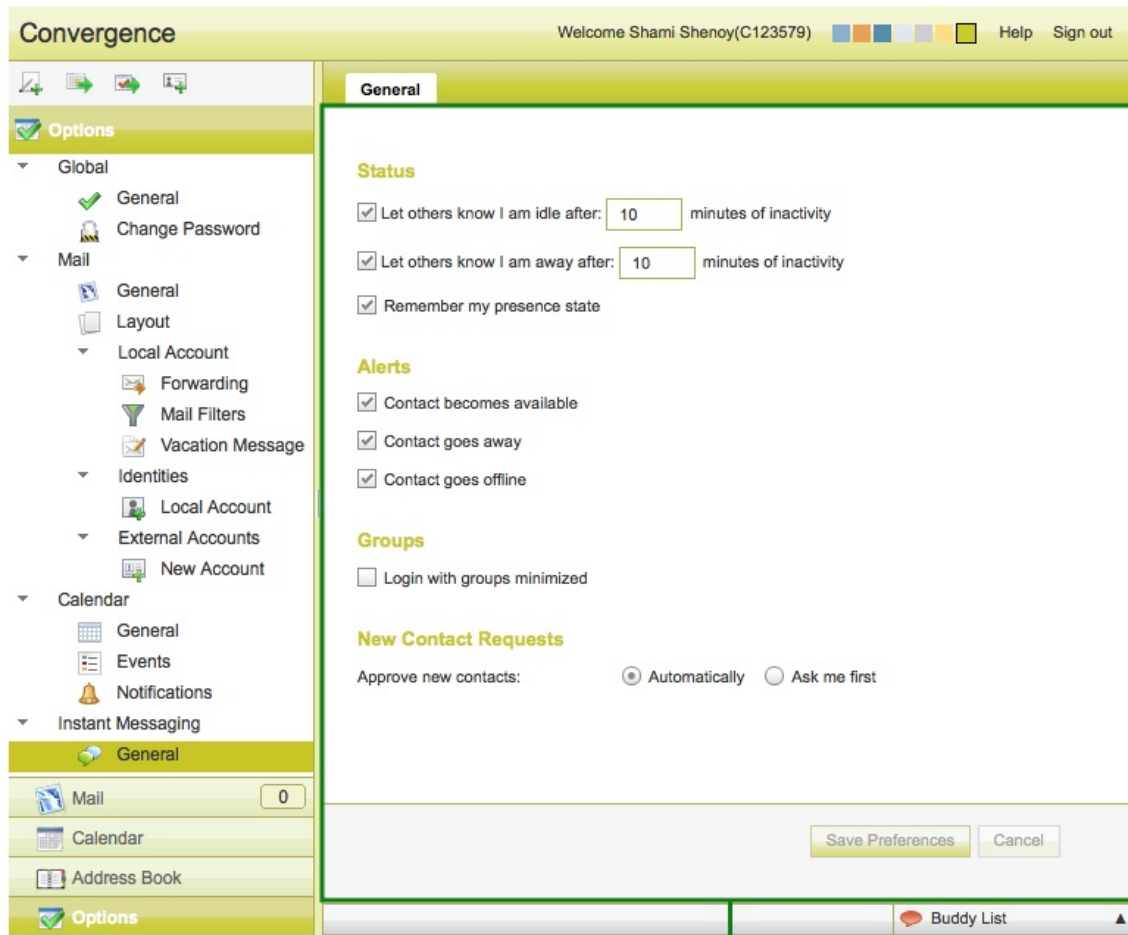 Convergence
Welcome Shami Shenoy(C123579) Help Sign out
General
Options
Global
General
Change Password
Mail
General
Layout
Local Account
Forwarding
Mail Filters
Vacation Message
Identities
Local Account
External Accounts
New Account
Calendar
General
Events
Notifications
Instant Messaging
General
Mail 0
Calendar
Address Book
Options
Status
Let others know I am idle after: 10 minutes of inactivity
Let others know I am away after: 10 minutes of inactivity
Remember my presence state
Alerts
Contact becomes available
Contact goes away
Contact goes offline
Groups
Login with groups minimized
New Contact Requests
Approve new contacts: Automatically Ask me first
Save Preferences Cancel
Buddy List